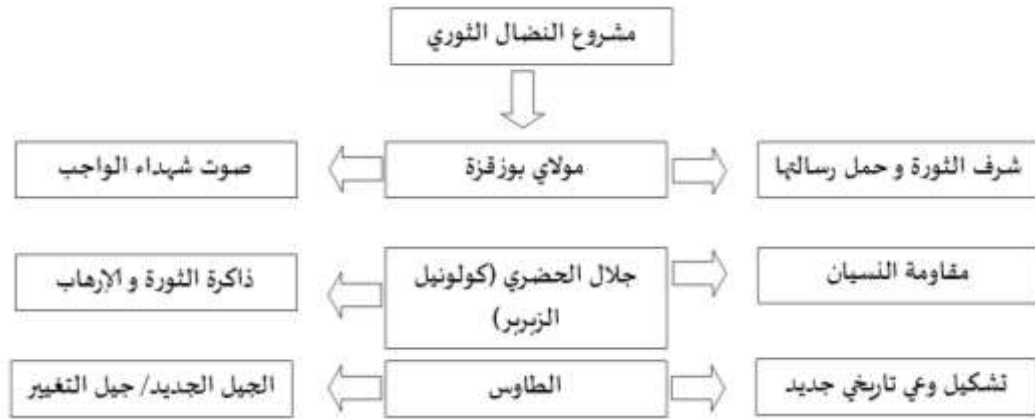 مشروع النضال الثوري
شرف الثورة و حمل رسالتها
مولاي بوزقزة
صوت شهداء الواجب
مقاومة النسيان
جلال الحضري (كولونيل
الزبربر)
ذاكرة الثورة و الإرهاب
تشكيل وعي تاريخي جديد
الطاوس
الجيل الجديد/ جيل التغيير